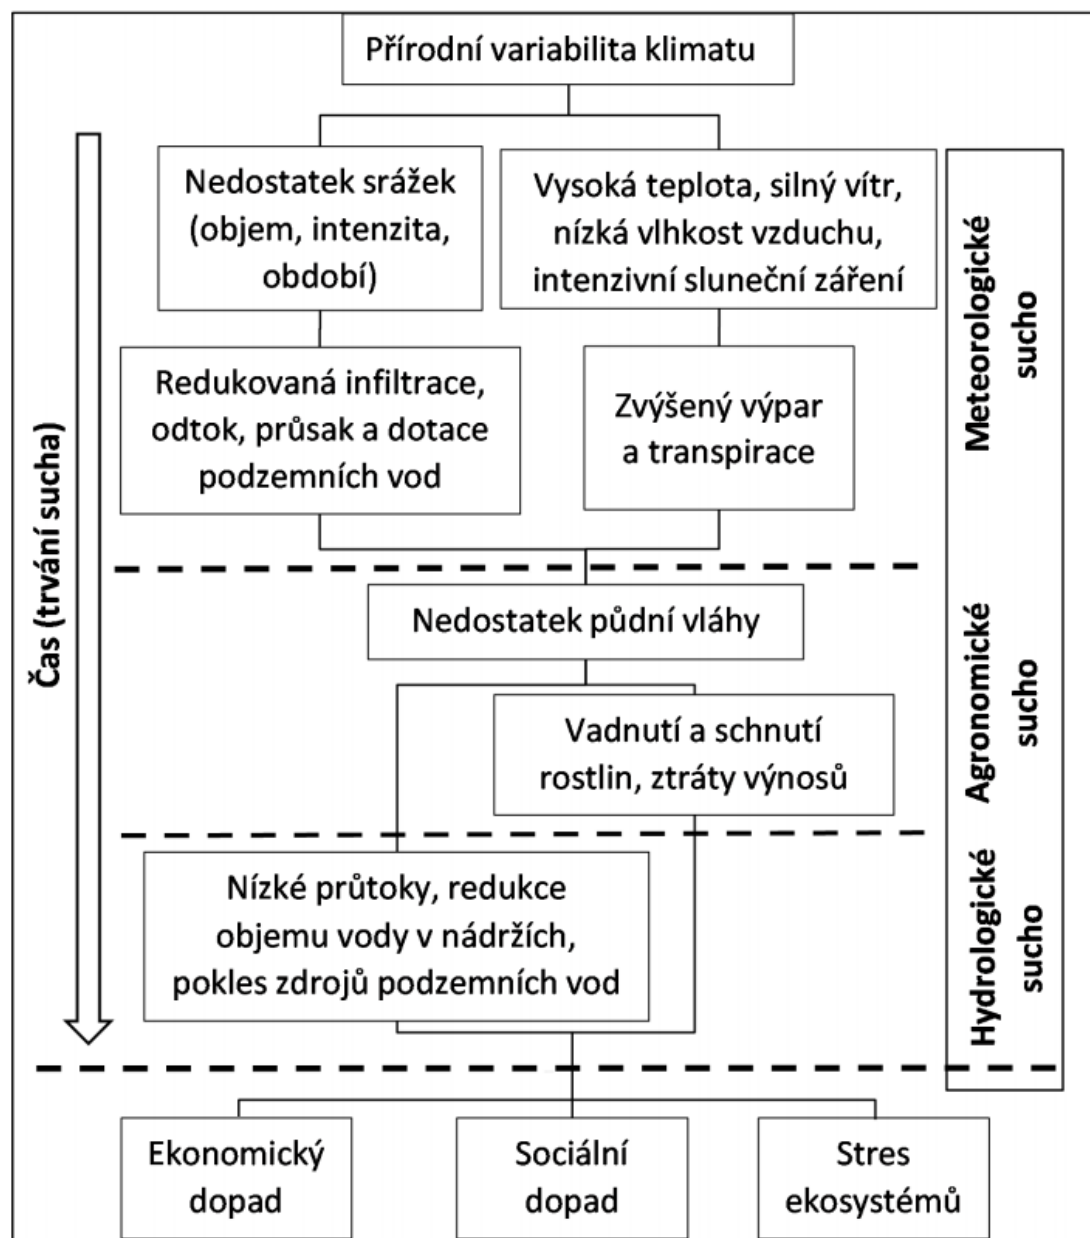 Přírodní variabilita klimatu
Nedostatek srážek
(objem, intenzita,
období)
Vysoká teplota, silný vítr,
nízká vlhkost vzduchu,
intenzivní sluneční záření
Redukovaná infiltrace,
odtok, průsak a dotace
podzemních vod
Zvýšený výpar
a transpirace
Meteorologické
sucho
Čas (trvání sucha)
Nedostatek půdní vláhy
Vadnutí a schnutí
rostlin, ztráty výnosů
Agronomické
sucho
Nízké průtoky, redukce
objemu vody v nádržích,
pokles zdrojů podzemních vod
Hydrologické
sucho
Ekonomický
dopad
Sociální
dopad
Stres
ekosystémů